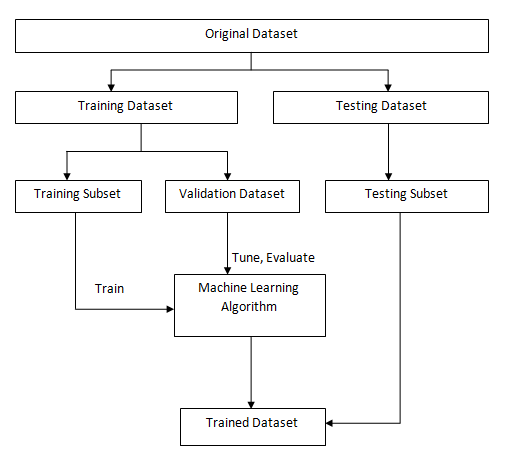 Original Dataset
Training Dataset
Testing Dataset
Training Subset
Validation Dataset
Testing Subset
Tune, Evaluate
Train
Machine Learning
Algorithm
Trained Dataset